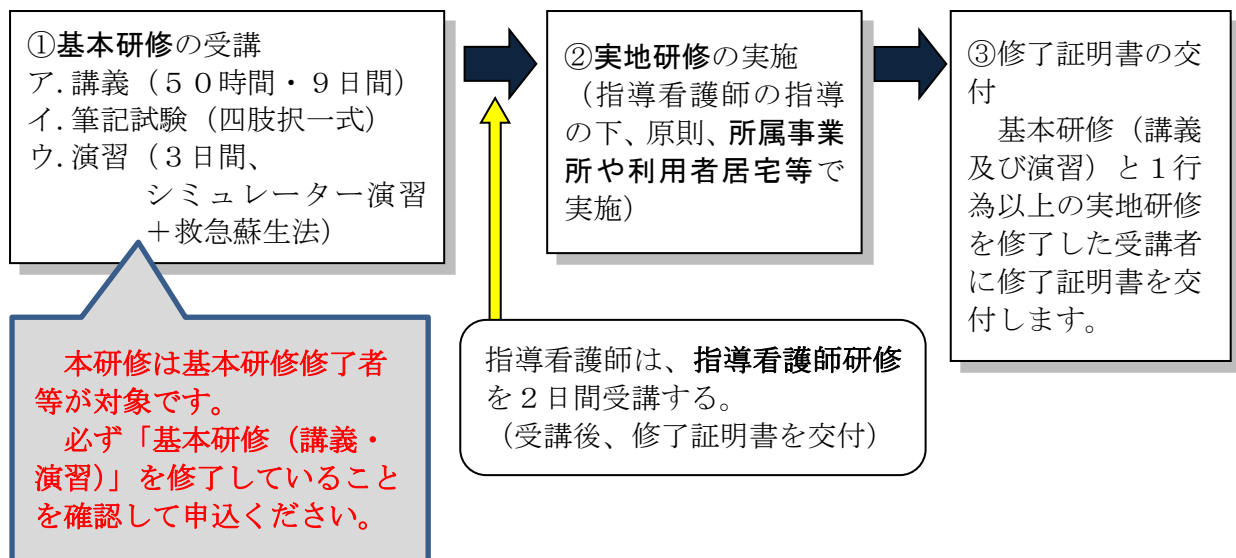 ①基本研修の受講
ア.講義（５０時間・９日間）
イ.筆記試験（四肢択一式）
ウ.演習（３日間、
シミュレーター演習
＋救急蘇生法）
②実地研修の実施
（指導看護師の指導
の下、原則、所属事業
所や利用者居宅等で
実施）
③修了証明書の交
付
基本研修（講義
及び演習）と１行
為以上の実地研修
を修了した受講者
に修了証明書を交
付します。
本研修は基本研修修了者
等が対象です。
必ず「基本研修（講義・
演習）」を修了していること
を確認して申込ください。
指導看護師は、指導看護師研修
を２日間受講する。
（受講後、修了証明書を交付）